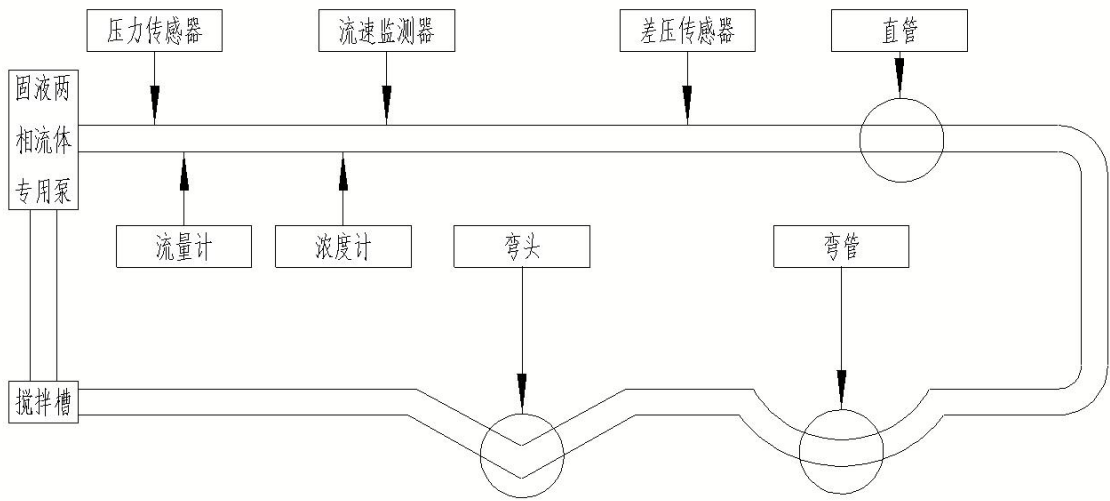 压力传感器
流速监测器
差压传感器
直管
固液两
相流体
专用泵
流量计
浓度计
弯头
弯管
搅拌槽